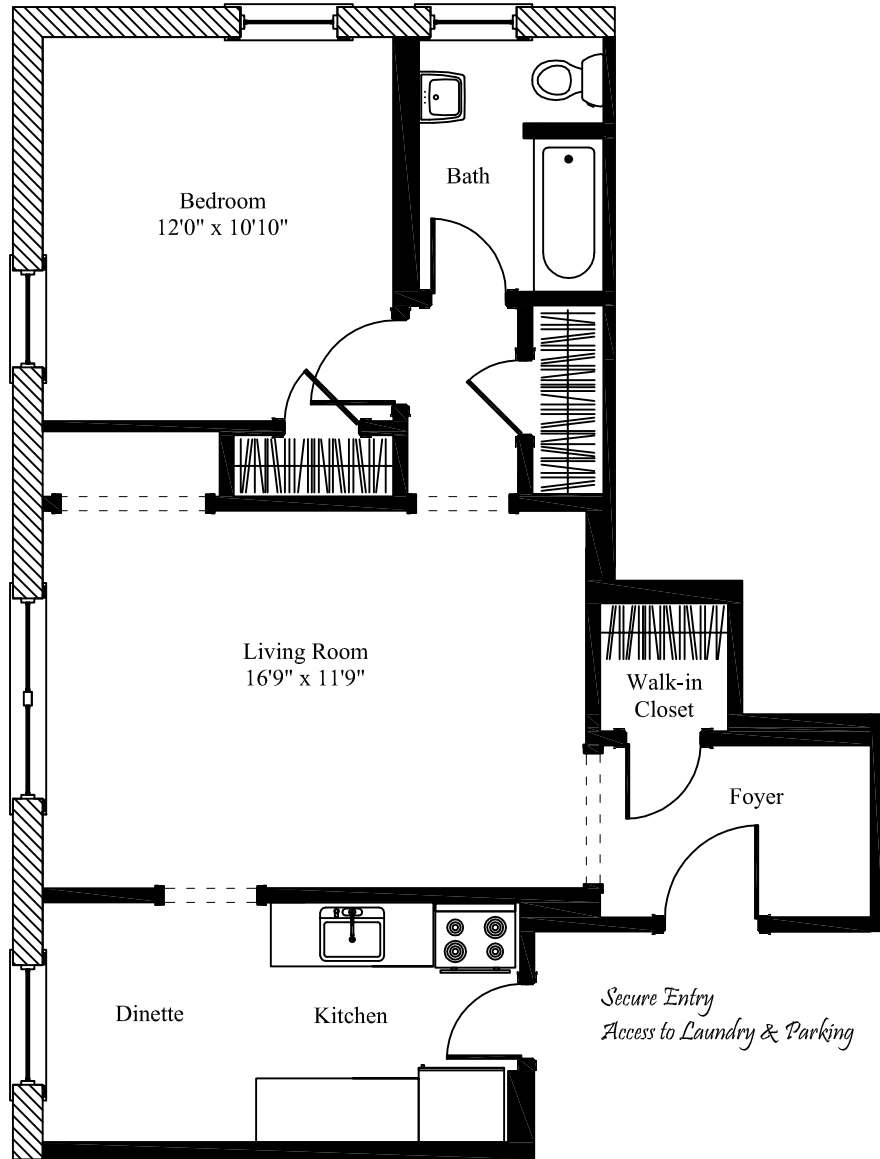 Bath
Bedroom
12'0" x 10'10"
Living Room
16'9" x 11'9"
Walk-in
Closet
Foyer
Dinette
Kitchen
Secure Entry
Access to Laundry & Parking